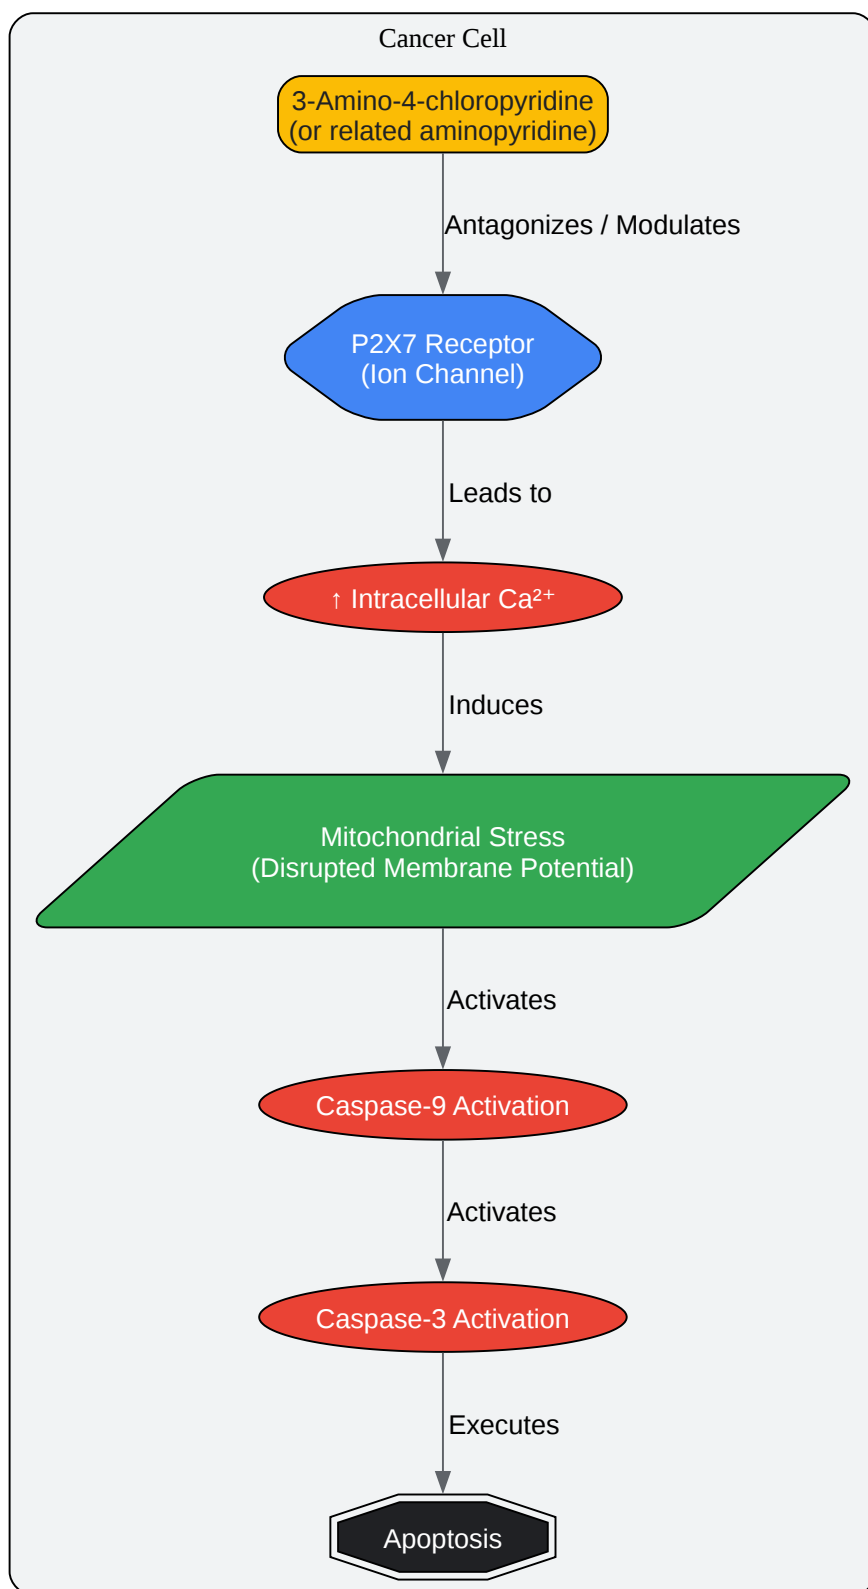 Cancer Cell
3-Amino-4-chloropyridine
(or related aminopyridine)
Antagonizes / Modulates
P2X7 Receptor
(Ion Channel)
Leads to
↑ Intracellular Ca²⁺
Induces
Mitochondrial Stress
(Disrupted Membrane Potential)
Activates
Caspase-9 Activation
Activates
Caspase-3 Activation
Executes
Apoptosis